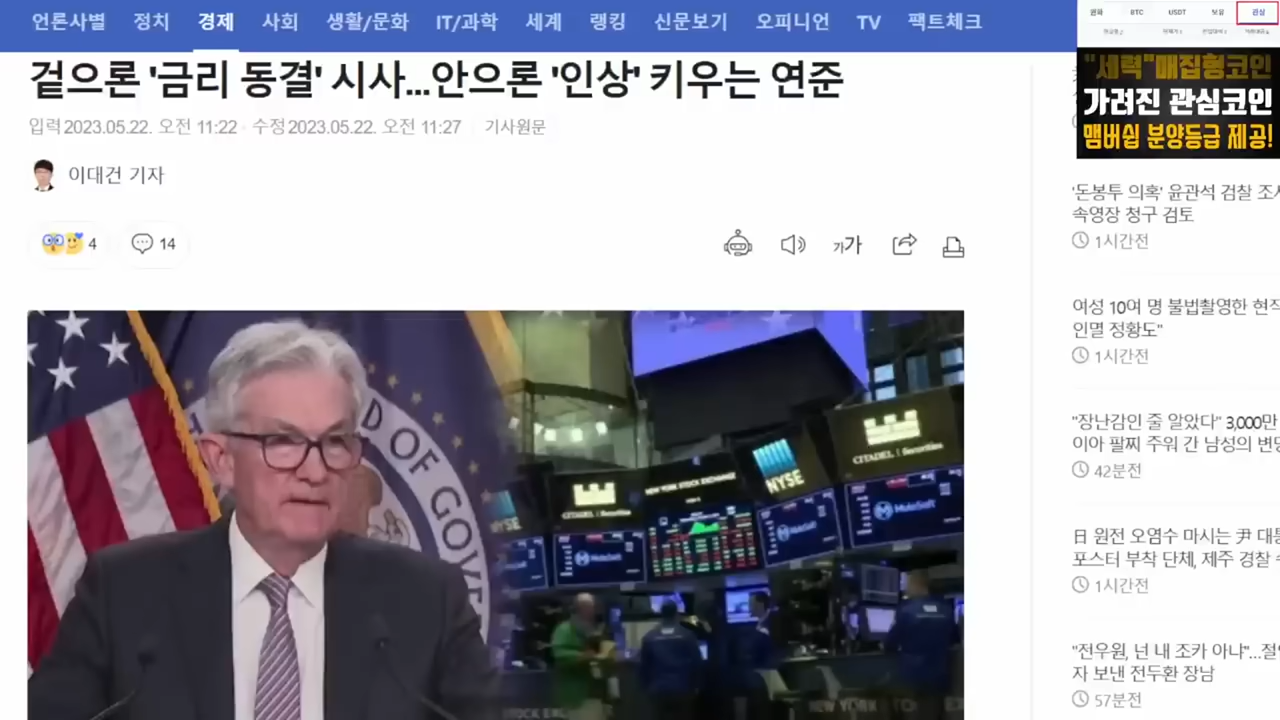 언론사별 정치 경제 사회 생활/문화 IT/과학 세계 랭킹 신문보기 오피니언 TV 팩트체크
겉으론 '금리 동결' 시사...안으론 '인상' 키우는 연준
입력 2023.05.22. 오전 11:22 · 수정 2023.05.22. 오전 11:27 기사원문
이대건 기자
4 14
가가
D OF GOVE
NEW YORK STOCK EXCHANGE
NYSE
CITADEL | Securities
CITADEL | Securities
원화 BTC USDT 보유 관심
"세력"매집형코인
가려진 관심코인
맴버쉽 분양등급 제공!
'돈봉투 의혹' 윤관석 검찰 조사
속영장 청구 검토
1시간전
여성 10여 명 불법촬영한 현직
인멸 정황도"
1시간전
"장난감인 줄 알았다" 3,000만
이아 팔찌 주워 간 남성의 변명
42분전
日 원전 오염수 마시는 尹 대통
포스터 부착 단체, 제주 경찰
1시간전
"전우원, 넌 내 조카 아냐"...절연
자 보낸 전두환 장남
57분전